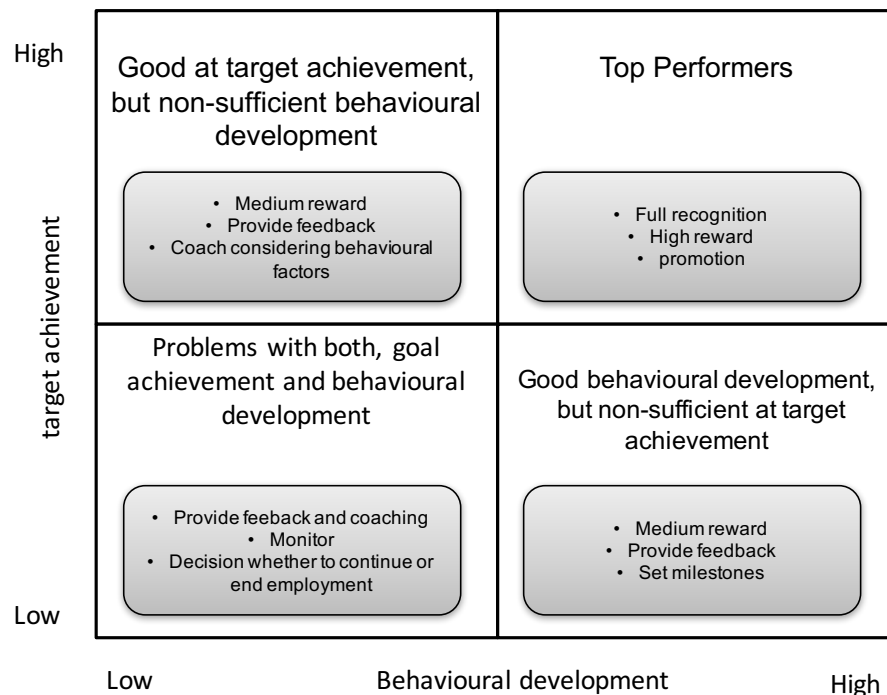 High
Good at target achievement,
but non-sufficient behavioural
development
• Medium reward
• Provide feedback
• Coach considering behavioural
factors
Top Performers
• Full recognition
• High reward
• promotion
target achievement
Problems with both, goal
achievement and behavioural
development
• Provide feeback and coaching
• Monitor
• Decision whether to continue or
end employment
Good behavioural development,
but non-sufficient at target
achievement
• Medium reward
• Provide feedback
• Set milestones
Low
Low
Behavioural development
High